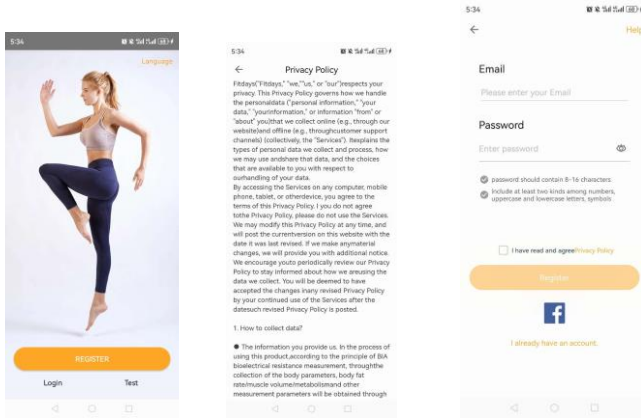 5:34
Language
REGISTER
Login
Test
5:34
Privacy Policy
Fitdays("Fitdays," "we,""us," or "our")respects your
privacy. This Privacy Policy governs how we handle
the personaldata ("personal information," "your
data," "yourinformation," or information "from" or
"about" you)that we collect online (e.g., through our
website)and offline (e.g., throughcustomer support
channels) (collectively, the "Services"). Itexplains the
types of personal data we collect and process, how
we may use andshare that data, and the choices
that are available to you with respect to
ourhandling of your data.
By accessing the Services on any computer, mobile
phone, tablet, or otherdevice, you agree to the
terms of this Privacy Policy. I you do not agree
tothe Privacy Policy, please do not use the Services.
We may modify this Privacy Policy at any time, and
will post the currentversion on this website with the
date it was last revised. If we make anymaterial
changes, we will provide you with additional notice.
We encourage youto periodically review our Privacy
Policy to stay informed about how we areusing the
data we collect. You will be deemed to have
accepted the changes inany revised Privacy Policy
by your continued use of the Services after the
datesuch revised Privacy Policy is posted.
1. How to collect data?
● The information you provide us. In the process of
using this product,according to the principle of BIA
bioelectrical resistance measurement, throughthe
collection of the body parameters, body fat
rate/muscle volume/metabolismand other
measurement parameters will be obtained through
5:34
Help
Email
Please enter your Email
Password
Enter password
password should contain 8-16 characters.
Include at least two kinds among numbers,
uppercase and lowercase letters, symbols
I have read and agreePrivacy Policy
Register
I already have an account.